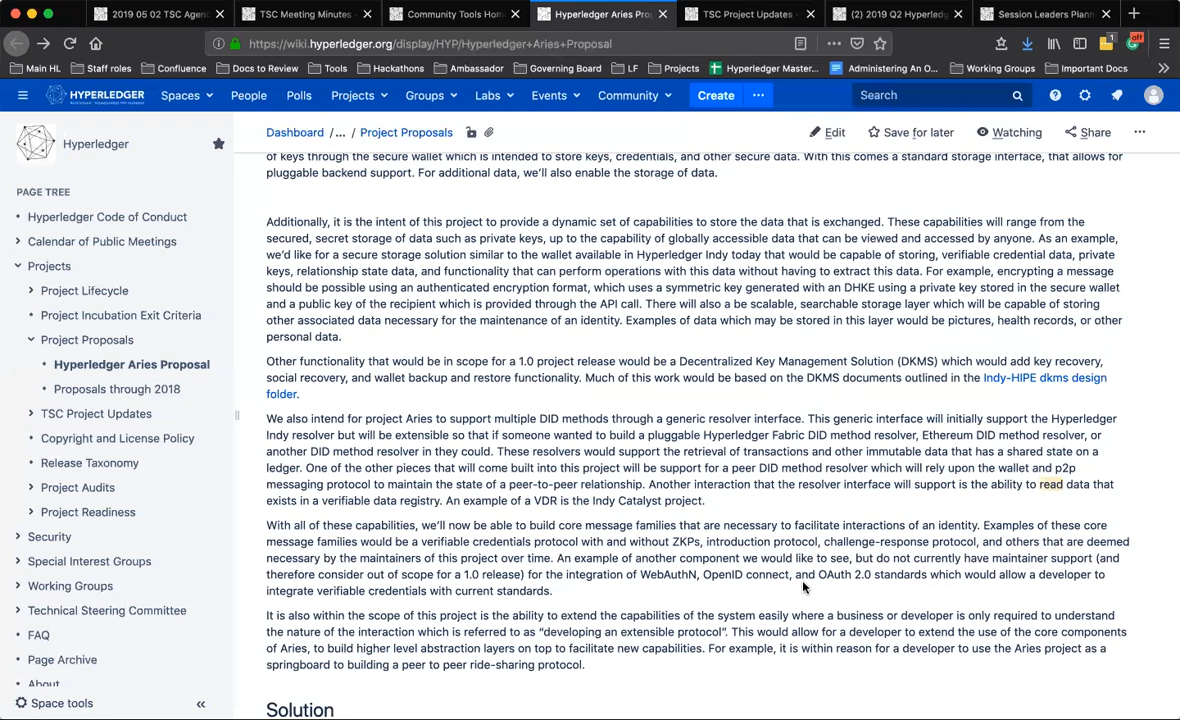 2019 05 02 TSC Agen
TSC Meeting Minutes -
Community Tools Hom
Hyperledger Aries Pro
TSC Project Updates -
(2) 2019 Q2 Hyperled
Session Leaders Plann
https://wiki.hyperledger.org/display/HYP/Hyperledger+Aries+Proposal
1
off
Main HL
Staff roles
Confluence
Docs to Review
Tools
Hackathons
Ambassador
Governing Board
LF
Projects
Hyperledger Master...
Administering An O...
Working Groups
Important Docs
HYPERLEDGER
Spaces
People
Polls
Projects
Groups
Labs
Events
Community
Create
Search
Hyperledger
PAGE TREE
Hyperledger Code of Conduct
Calendar of Public Meetings
Projects
Project Lifecycle
Project Incubation Exit Criteria
Project Proposals
Hyperledger Aries Proposal
Proposals through 2018
TSC Project Updates
Copyright and License Policy
Release Taxonomy
Project Audits
Project Readiness
Security
Special Interest Groups
Working Groups
Technical Steering Committee
FAQ
Page Archive
About
Space tools
Dashboard /... / Project Proposals
Edit
Save for later
Watching
Share
of keys through the secure wallet which is intended to store keys, credentials, and other secure data. With this comes a standard storage interface, that allows for
pluggable backend support. For additional data, we'll also enable the storage of data.
Additionally, it is the intent of this project to provide a dynamic set of capabilities to store the data that is exchanged. These capabilities will range from the
secured, secret storage of data such as private keys, up to the capability of globally accessible data that can be viewed and accessed by anyone. As an example,
we'd like for a secure storage solution similar to the wallet available in Hyperledger Indy today that would be capable of storing, verifiable credential data, private
keys, relationship state data, and functionality that can perform operations with this data without having to extract this data. For example, encrypting a message
should be possible using an authenticated encryption format, which uses a symmetric key generated with an DHKE using a private key stored in the secure wallet
and a public key of the recipient which is provided through the API call. There will also a be scalable, searchable storage layer which will be capable of storing
other associated data necessary for the maintenance of an identity. Examples of data which may be stored in this layer would be pictures, health records, or other
personal data.
Other functionality that would be in scope for a 1.0 project release would be a Decentralized Key Management Solution (DKMS) which would add key recovery,
social recovery, and wallet backup and restore functionality. Much of this work would be based on the DKMS documents outlined in the Indy-HIPE dkms design
folder.
We also intend for project Aries to support multiple DID methods through a generic resolver interface. This generic interface will initially support the Hyperledger
Indy resolver but will be extensible so that if someone wanted to build a pluggable Hyperledger Fabric DID method resolver, Ethereum DID method resolver, or
another DID method resolver in they could. These resolvers would support the retrieval of transactions and other immutable data that has a shared state on a
ledger. One of the other pieces that will come built into this project will be support for a peer DID method resolver which will rely upon the wallet and p2p
messaging protocol to maintain the state of a peer-to-peer relationship. Another interaction that the resolver interface will support is the ability to read data that
exists in a verifiable data registry. An example of a VDR is the Indy Catalyst project.
With all of these capabilities, we'll now be able to build core message families that are necessary to facilitate interactions of an identity. Examples of these core
message families would be a verifiable credentials protocol with and without ZKPs, introduction protocol, challenge-response protocol, and others that are deemed
necessary by the maintainers of this project over time. An example of another component we would like to see, but do not currently have maintainer support (and
therefore consider out of scope for a 1.0 release) for the integration of WebAuthN, OpenID connect, and OAuth 2.0 standards which would allow a developer to
integrate verifiable credentials with current standards.
It is also within the scope of this project is the ability to extend the capabilities of the system easily where a business or developer is only required to understand
the nature of the interaction which is referred to as “developing an extensible protocol”. This would allow for a developer to extend the use of the core components
of Aries, to build higher level abstraction layers on top to facilitate new capabilities. For example, it is within reason for a developer to use the Aries project as a
springboard to building a peer to peer ride-sharing protocol.
Solution